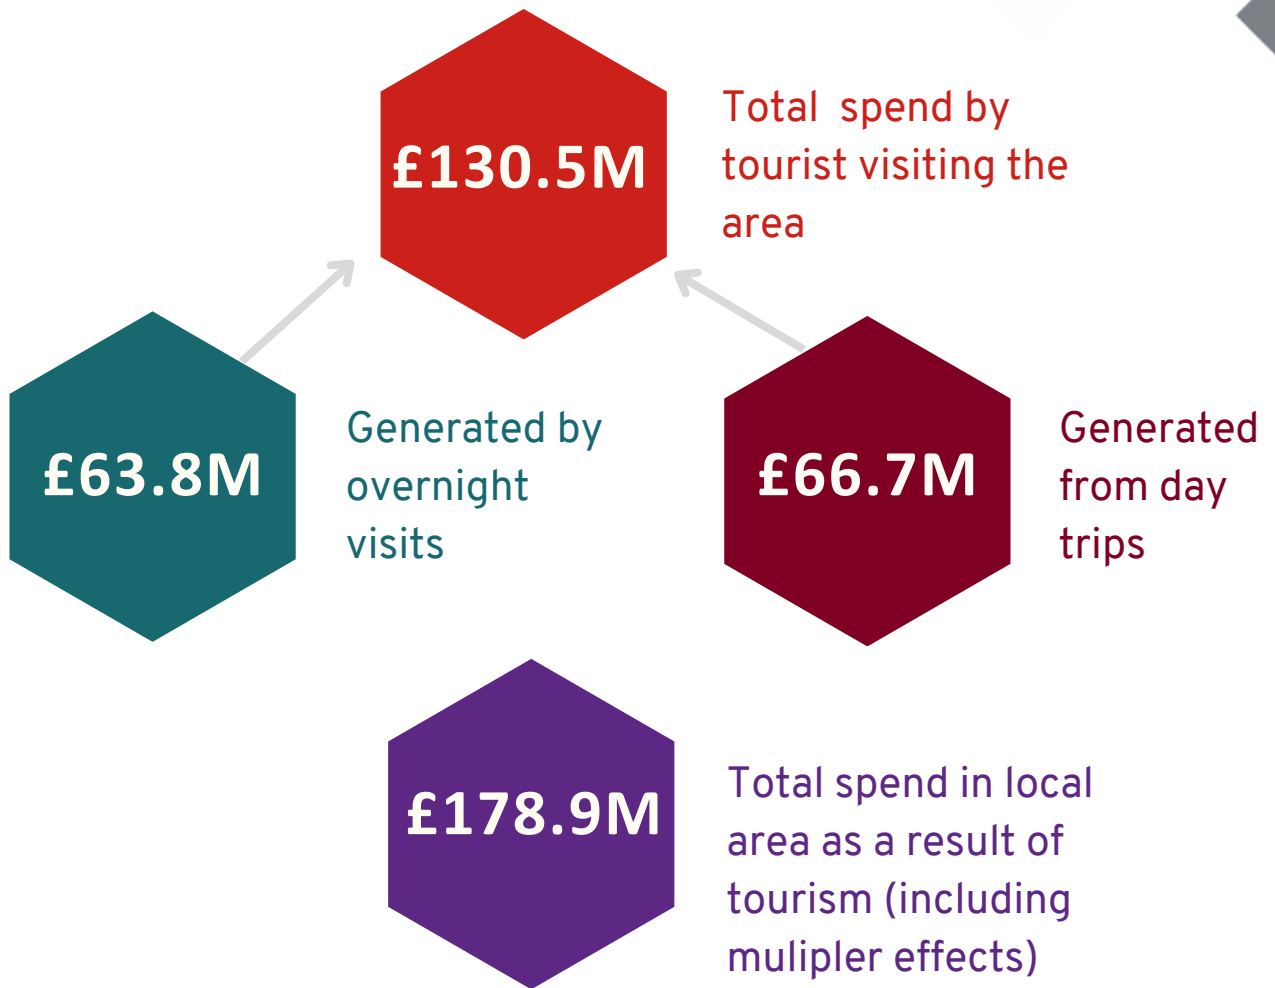 £130.5M
Total  spend by
tourist visiting the
area
£63.8M
Generated by
overnight
visits
£66.7M
Generated
from day
trips
£178.9M
Total spend in local
area as a result of
tourism (including
mulipler effects)